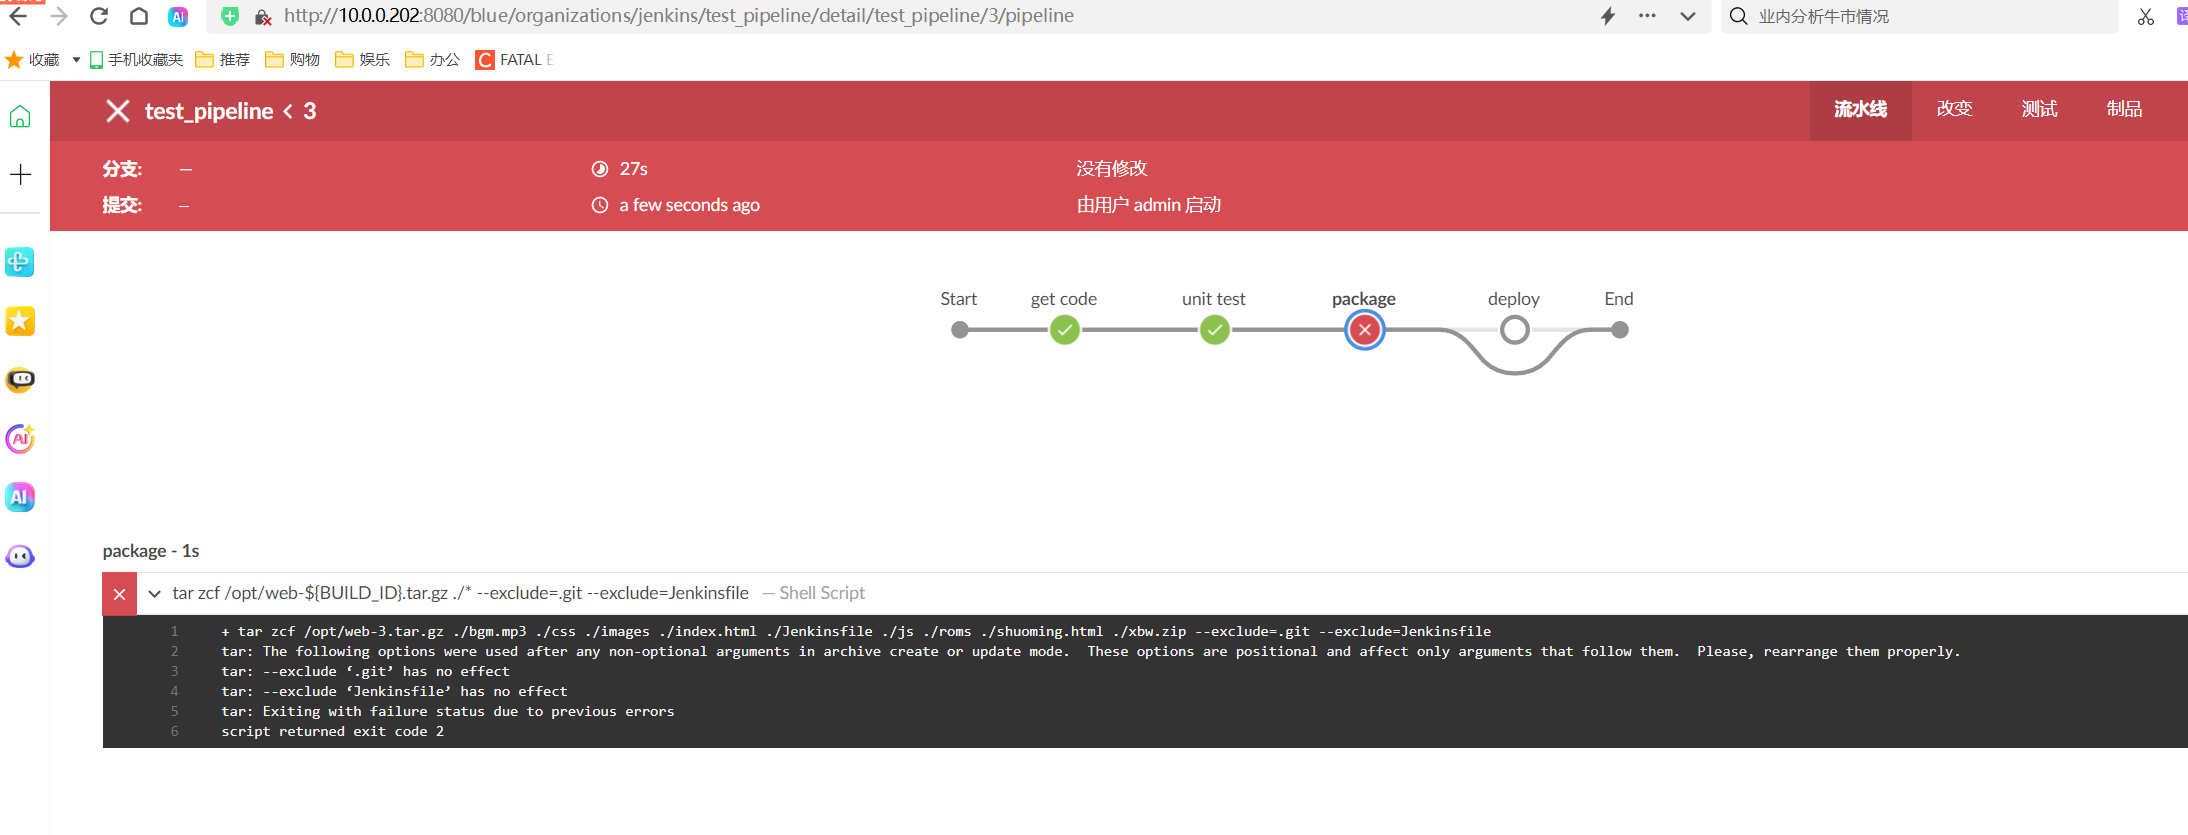 http://10.0.0.202:8080/blue/organizations/jenkins/test_pipeline/detail/test_pipeline/3/pipeline
业内分析牛市情况
收藏 手机收藏夹 推荐 购物 娱乐 办公 C FATAL E
test_pipeline < 3
流水线 改变 测试 制品
分支: — 27s 没有修改
提交: — a few seconds ago 由用户 admin 启动
Start get code unit test package deploy End
package - 1s
tar zcf /opt/web-${BUILD_ID}.tar.gz ./* --exclude=.git --exclude=Jenkinsfile — Shell Script
1 + tar zcf /opt/web-3.tar.gz ./bgm.mp3 ./css ./images ./index.html ./Jenkinsfile ./js ./roms ./shuoming.html ./xbw.zip --exclude=.git --exclude=Jenkinsfile
2 tar: The following options were used after any non-optional arguments in archive create or update mode.  These options are positional and affect only arguments that follow them.  Please, rearrange them properly.
3 tar: --exclude ‘.git’ has no effect
4 tar: --exclude ‘Jenkinsfile’ has no effect
5 tar: Exiting with failure status due to previous errors
6 script returned exit code 2
AI
AI
AI